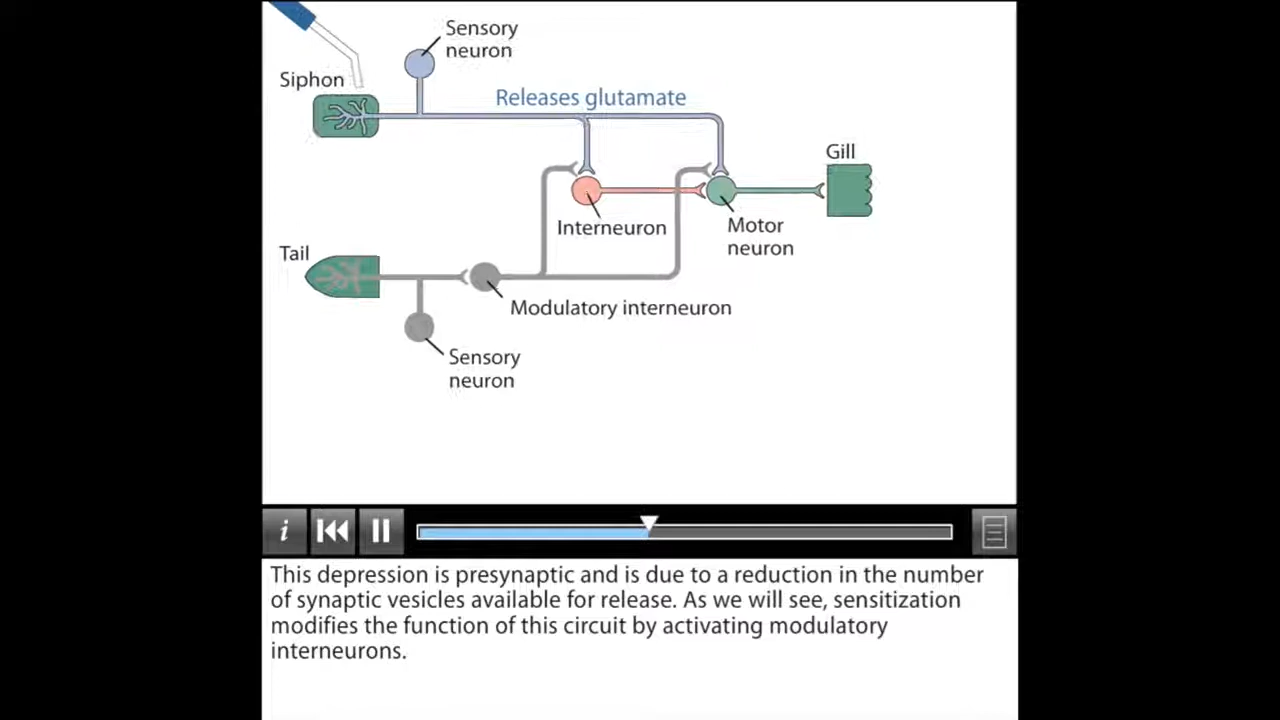 Sensory
neuron
Siphon
Releases glutamate
Gill
Interneuron
Motor
neuron
Tail
Modulatory interneuron
Sensory
neuron
i
This depression is presynaptic and is due to a reduction in the number
of synaptic vesicles available for release. As we will see, sensitization
modifies the function of this circuit by activating modulatory
interneurons.